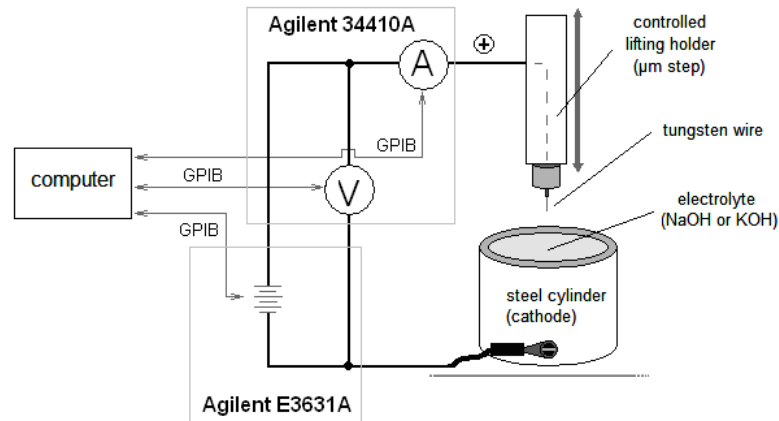 Agilent 34410A
controlled
lifting holder
(µm step)
+
A
GPIB
tungsten wire
computer
GPIB
V
electrolyte
(NaOH or KOH)
GPIB
steel cylinder
(cathode)
Agilent E3631A